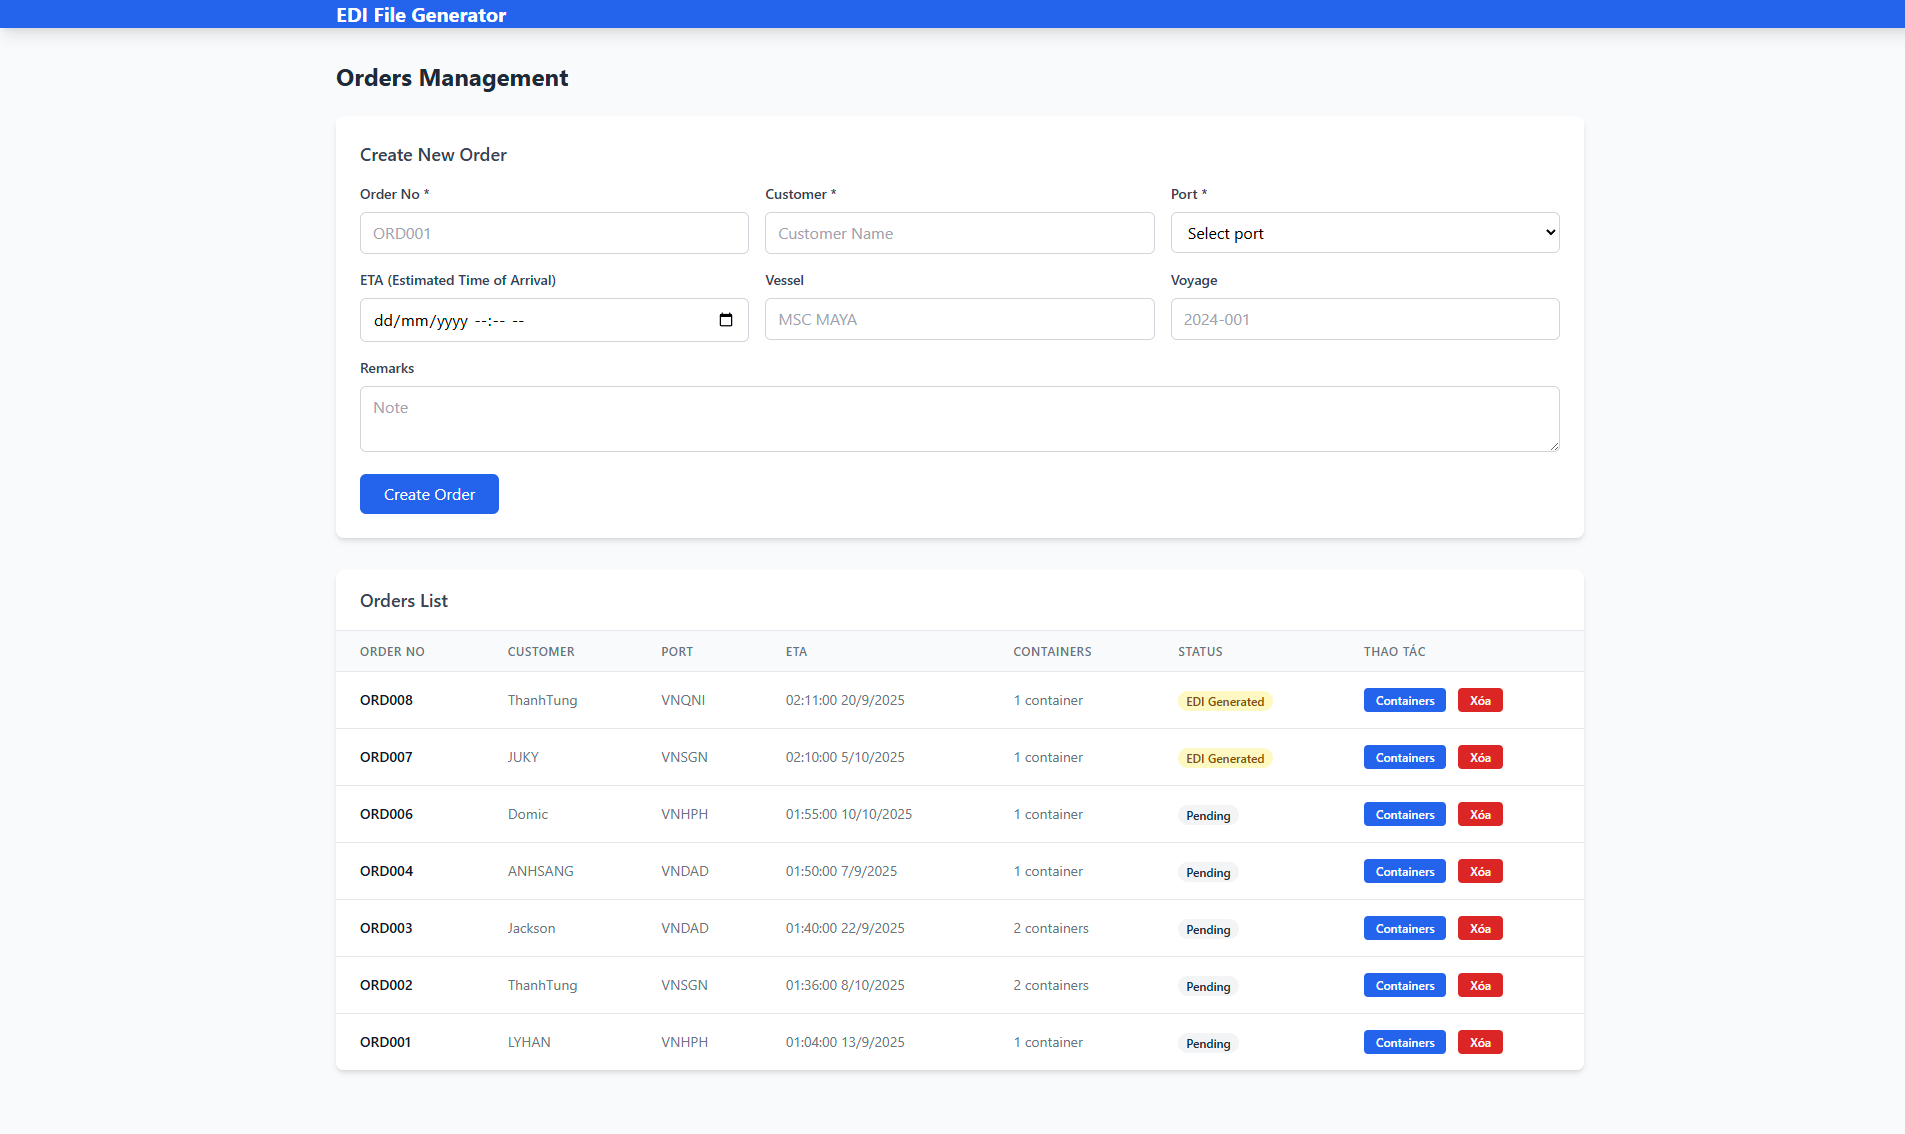 EDI File Generator
Orders Management
Create New Order
Order No * Customer * Port *
ORD001 Customer Name Select port
ETA (Estimated Time of Arrival) Vessel Voyage
dd/mm/yyyy --:-- -- MSC MAYA 2024-001
Remarks
Note
Create Order
Orders List
ORDER NO CUSTOMER PORT ETA CONTAINERS STATUS THAO TÁC
ORD008 ThanhTung VNQNI 02:11:00 20/9/2025 1 container EDI Generated Containers Xóa
ORD007 JUKY VNSGN 02:10:00 5/10/2025 1 container EDI Generated Containers Xóa
ORD006 Domic VNHPH 01:55:00 10/10/2025 1 container Pending Containers Xóa
ORD004 ANHSANG VNDAD 01:50:00 7/9/2025 1 container Pending Containers Xóa
ORD003 Jackson VNDAD 01:40:00 22/9/2025 2 containers Pending Containers Xóa
ORD002 ThanhTung VNSGN 01:36:00 8/10/2025 2 containers Pending Containers Xóa
ORD001 LYHAN VNHPH 01:04:00 13/9/2025 1 container Pending Containers Xóa